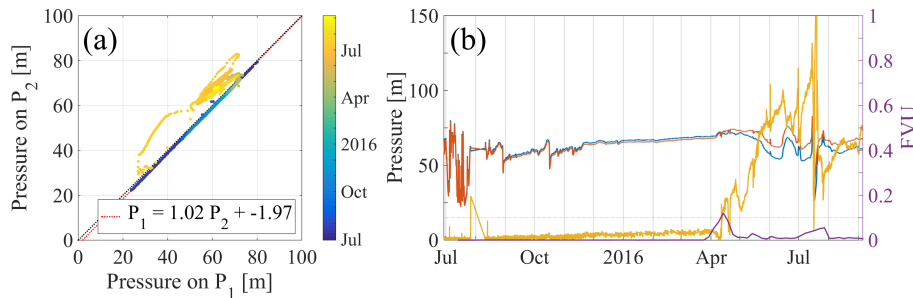 (a)
Pressure on P2 [m]
100
80
60
40
20
0
P1 = 1.02 P2 + -1.97
0 20 40 60 80 100
Pressure on P1 [m]
Jul
Apr
2016
Oct
Jul
(b)
Pressure [m]
150
100
50
0
Jul Oct 2016 Apr Jul
1
0.8
0.6
0.4
0.2
0
EVIU